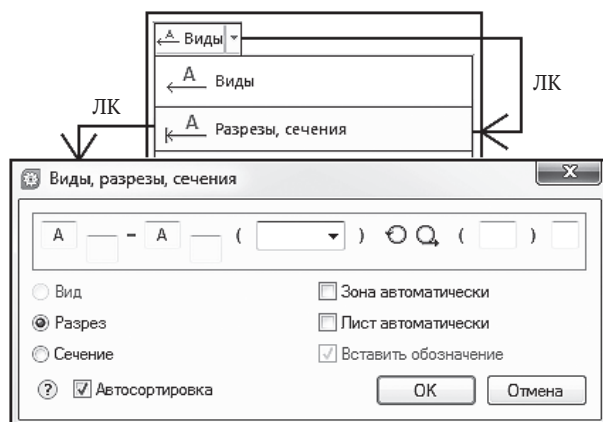 А Виды
А Виды
ЛК
ЛК
А Разрезы, сечения
Виды, разрезы, сечения
А - А ( ) ( )
Вид
Зона автоматически
Разрез
Лист автоматически
Сечение
Вставить обозначение
? Автосортировка
ОК
Отмена